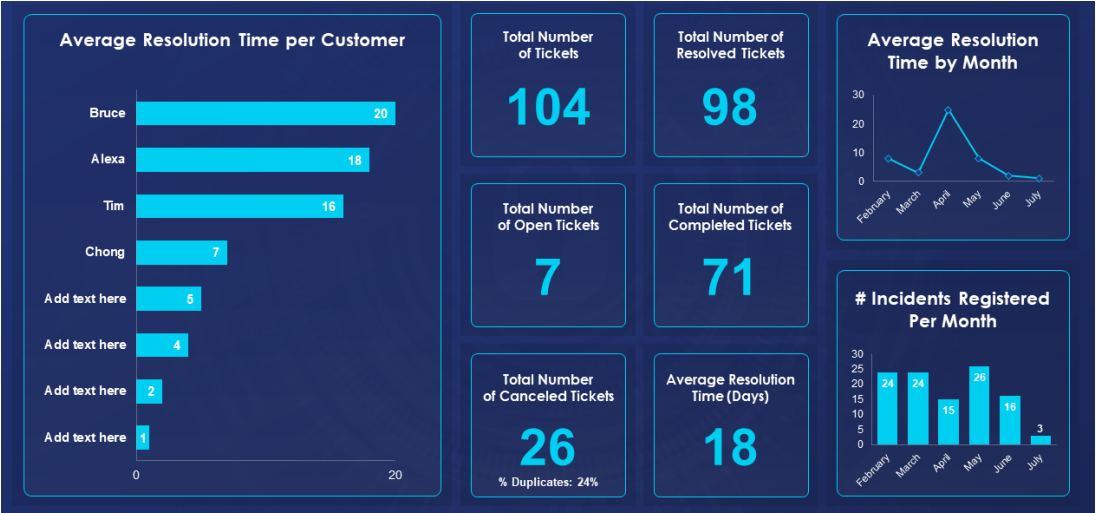 Average Resolution Time per Customer
Bruce
20
Alexa
18
Tim
16
Chong
7
Add text here
5
Add text here
4
Add text here
2
Add text here
1
0
20
Total Number
of Tickets
104
Total Number of
Resolved Tickets
98
Total Number
of Open Tickets
7
Total Number of
Completed Tickets
71
Total Number
of Canceled Tickets
26
% Duplicates: 24%
Average Resolution
Time (Days)
18
Average Resolution
Time by Month
30
20
10
0
February
March
April
May
June
July
# Incidents Registered
Per Month
30
25
20
15
10
5
0
24
24
15
26
16
3
February
March
April
May
June
July